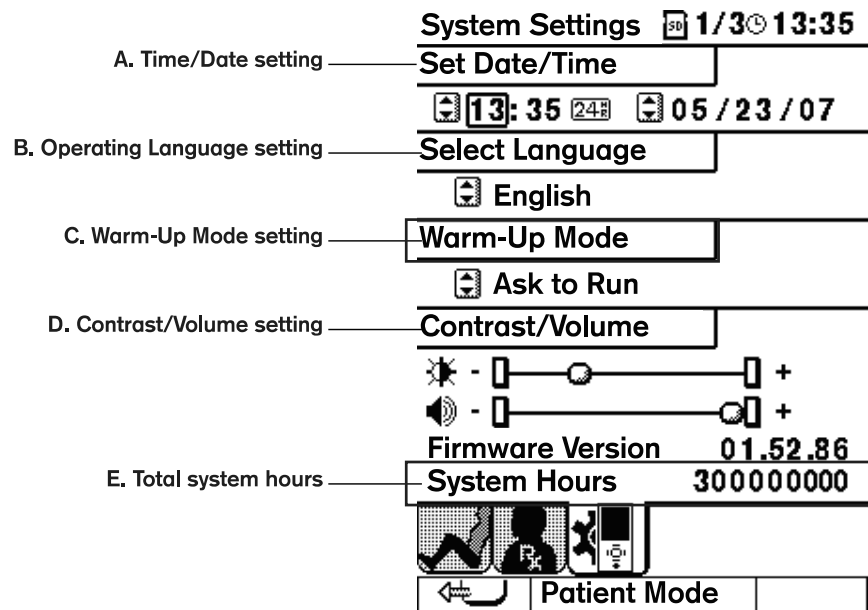 System Settings SD 1/3 13:35
A. Time/Date setting Set Date/Time
13: 35 24HR 05 / 23 / 07
B. Operating Language setting Select Language
English
C. Warm-Up Mode setting Warm-Up Mode
Ask to Run
D. Contrast/Volume setting Contrast/Volume
- +
- +
Firmware Version 01.52.86
E. Total system hours System Hours 300000000
Rx
Patient Mode